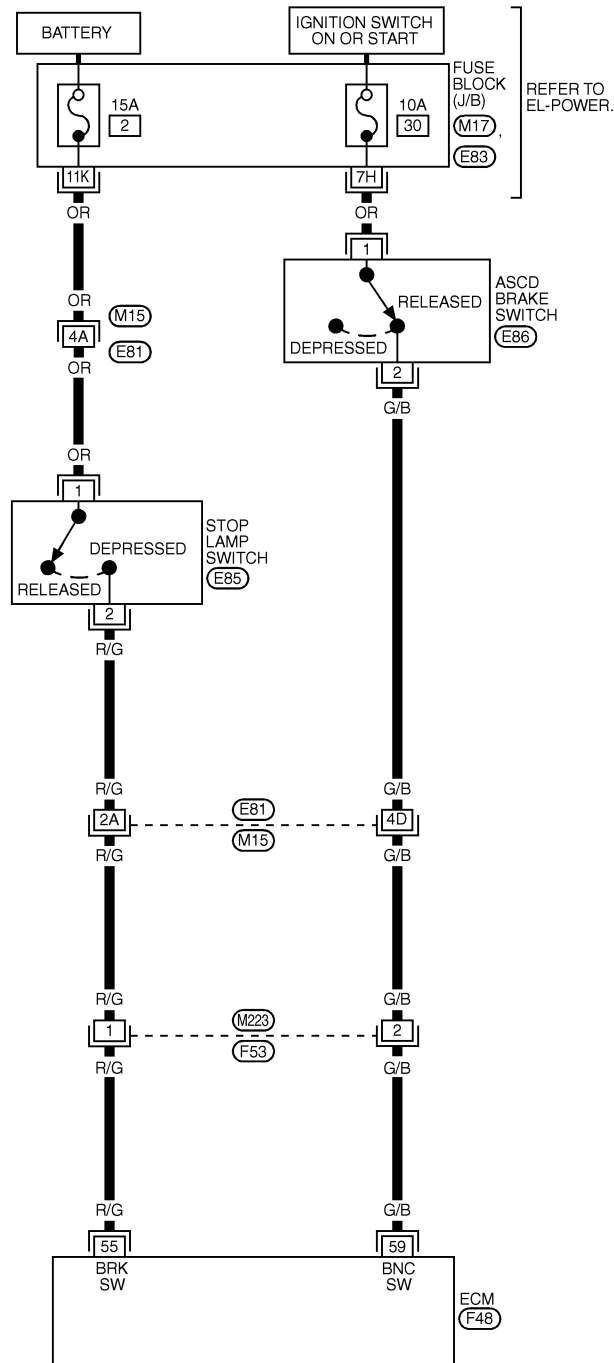 BATTERY
IGNITION SWITCH
ON OR START
15A
2
10A
30
FUSE
BLOCK
(J/B)
M17 ,
E83
REFER TO
EL-POWER.
11K
7H
OR
OR
1
ASCD
BRAKE
SWITCH
E86
RELEASED
DEPRESSED
2
G/B
OR
M15
4A
E81
OR
OR
1
STOP
LAMP
SWITCH
E85
DEPRESSED
RELEASED
2
R/G
R/G
G/B
2A
E81
M15
4D
R/G
G/B
R/G
G/B
1
M223
F53
2
R/G
G/B
R/G
G/B
55
59
BRK
SW
BNC
SW
ECM
F48